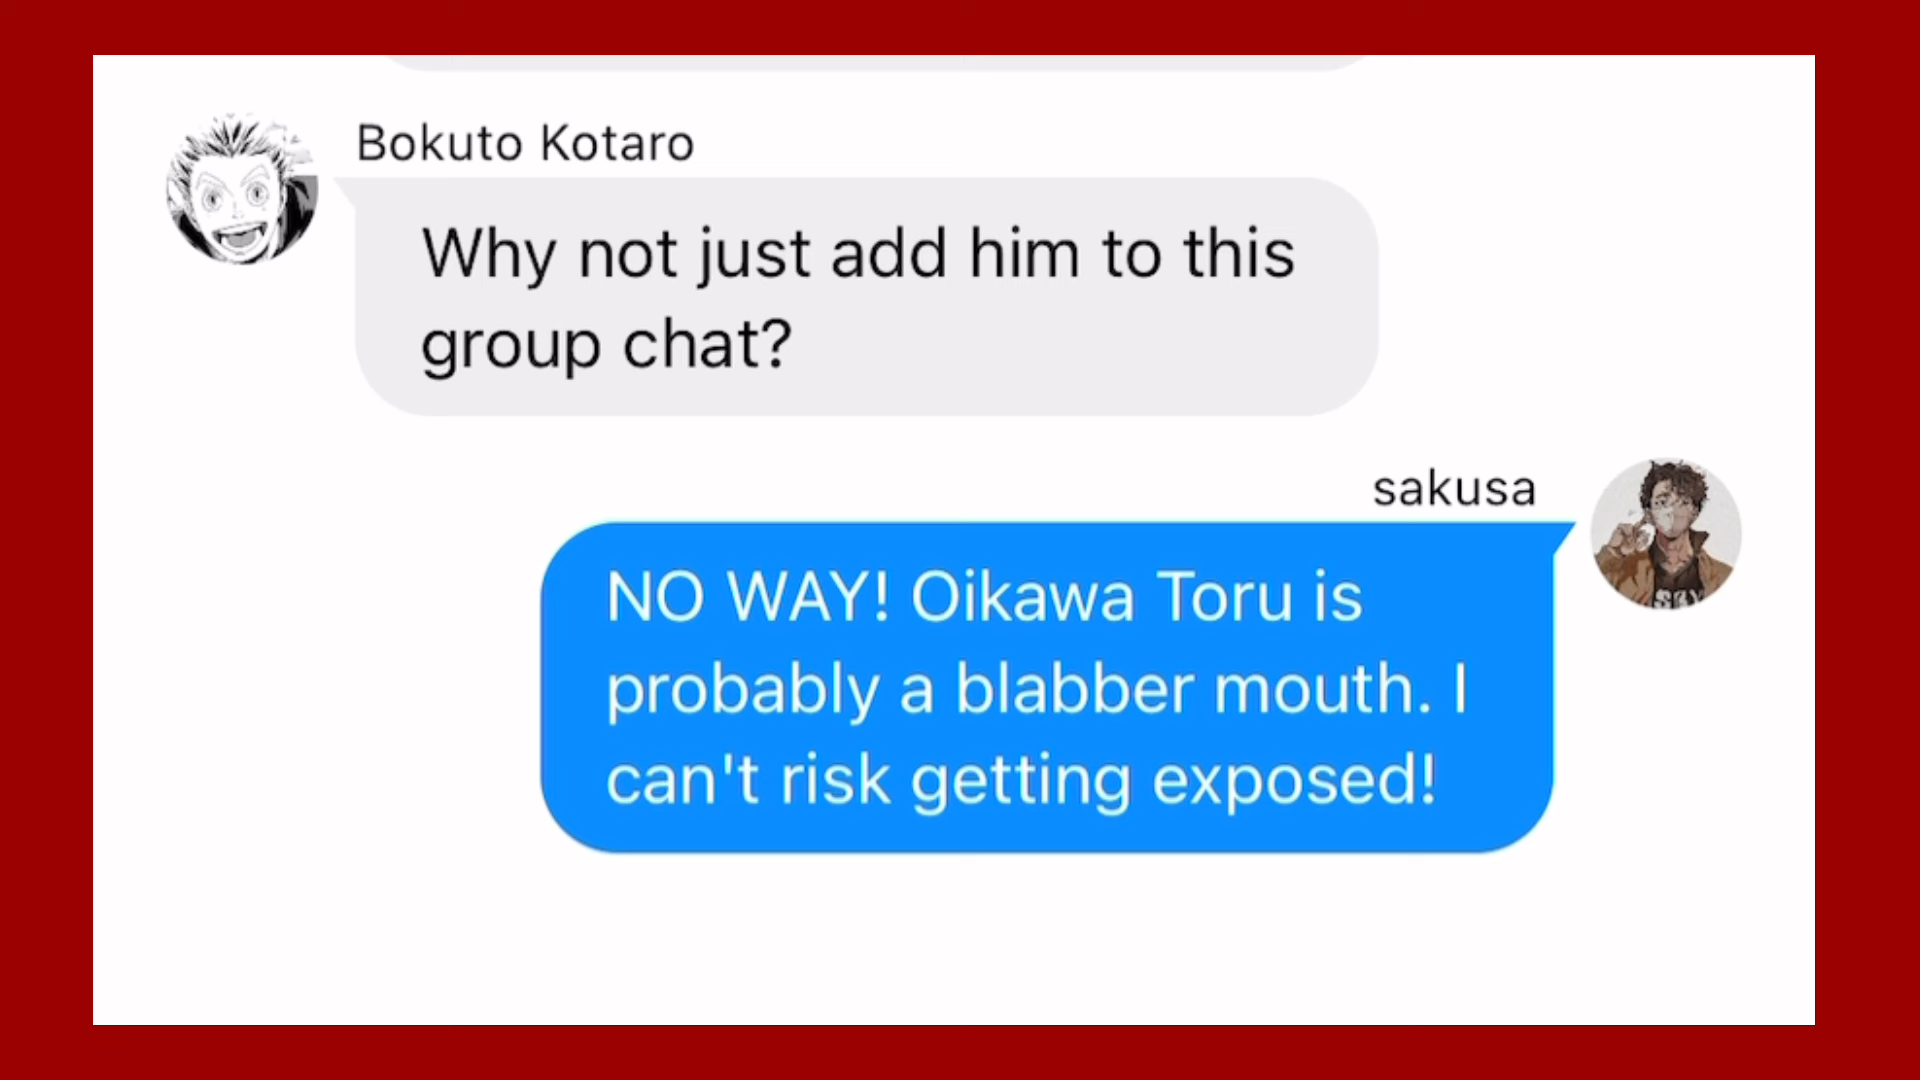 Bokuto Kotaro
Why not just add him to this
group chat?
sakusa
NO WAY! Oikawa Toru is
probably a blabber mouth. I
can't risk getting exposed!